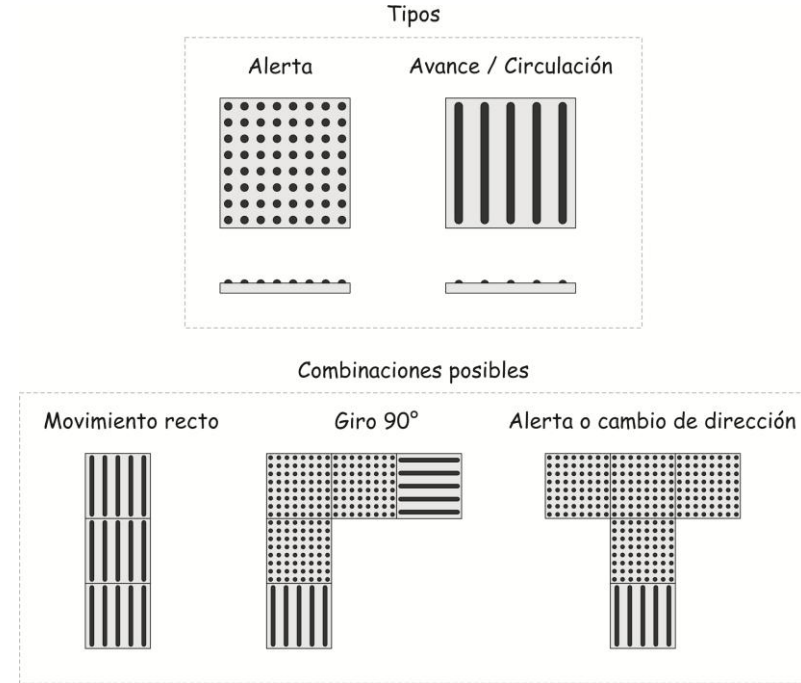 Tipos
Alerta
Avance / Circulación
Combinaciones posibles
Movimiento recto
Giro 90°
Alerta o cambio de dirección